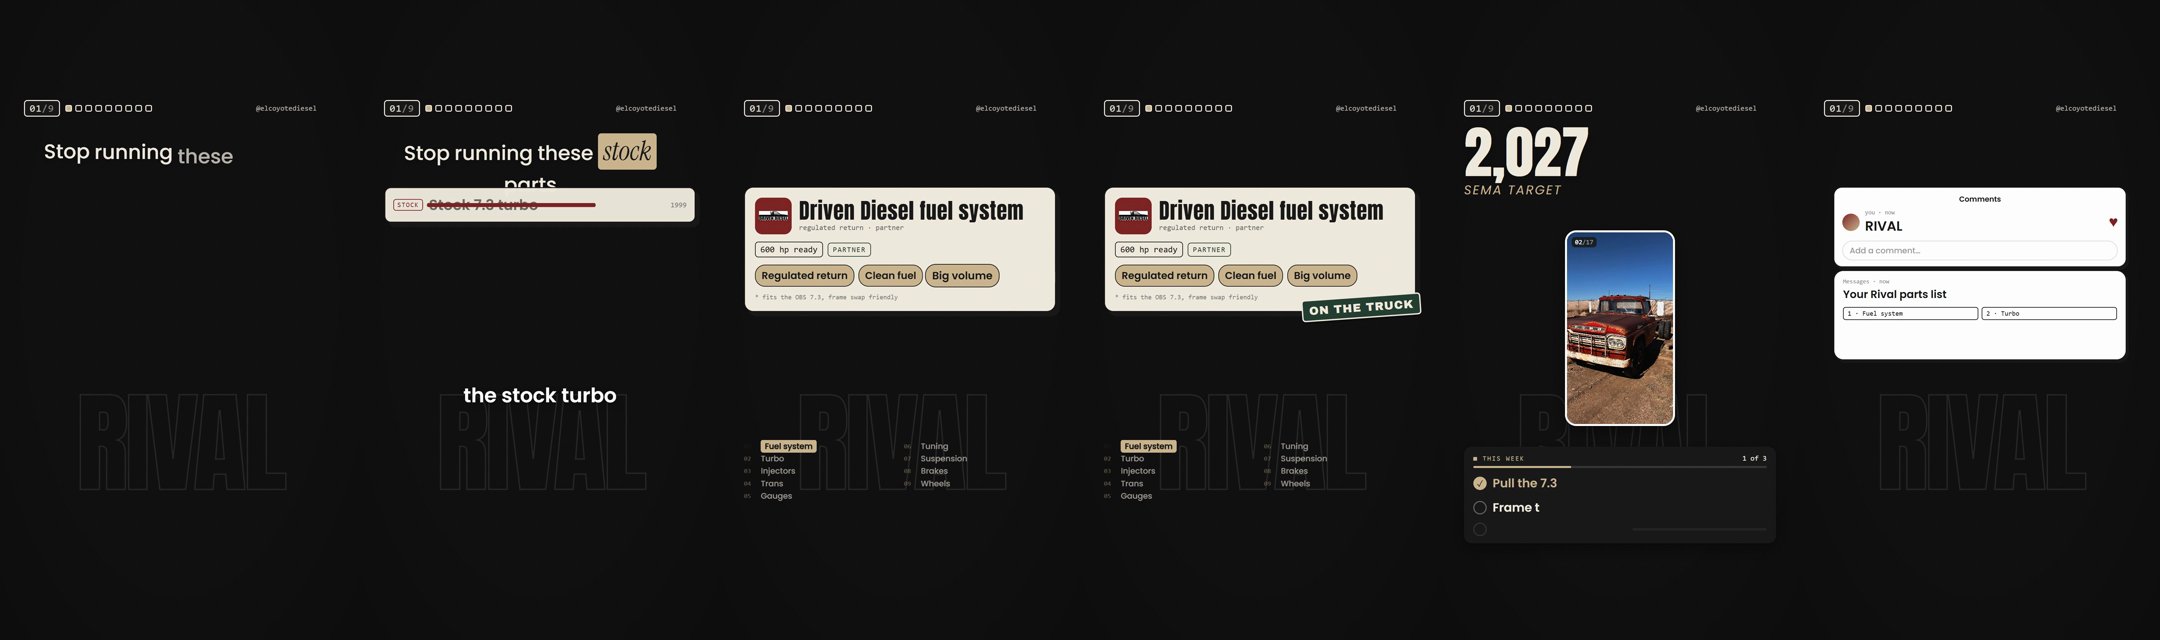 01/9
@elcoyotediesel
Stop running these
RIVAL
01/9
@elcoyotediesel
Stop running these stock
parts
STOCK Stock 7.3 turbo 1999
the stock turbo
RIVAL
01/9
@elcoyotediesel
DRIVEN DIESEL
Driven Diesel fuel system
regulated return · partner
600 hp ready PARTNER
Regulated return Clean fuel Big volume
* fits the OBS 7.3, frame swap friendly
RIVAL
Fuel system
02 Turbo
03 Injectors
04 Trans
05 Gauges
06 Tuning
07 Suspension
08 Brakes
09 Wheels
01/9
@elcoyotediesel
DRIVEN DIESEL
Driven Diesel fuel system
regulated return · partner
600 hp ready PARTNER
Regulated return Clean fuel Big volume
* fits the OBS 7.3, frame swap friendly
ON THE TRUCK
RIVAL
Fuel system
02 Turbo
03 Injectors
04 Trans
05 Gauges
06 Tuning
07 Suspension
08 Brakes
09 Wheels
01/9
@elcoyotediesel
2,027
SEMA TARGET
02/17
RIVAL
THIS WEEK 1 of 3
Pull the 7.3
Frame t
01/9
@elcoyotediesel
Comments
you · now
RIVAL
Add a comment...
Messages · now
Your Rival parts list
1 · Fuel system
2 · Turbo
RIVAL